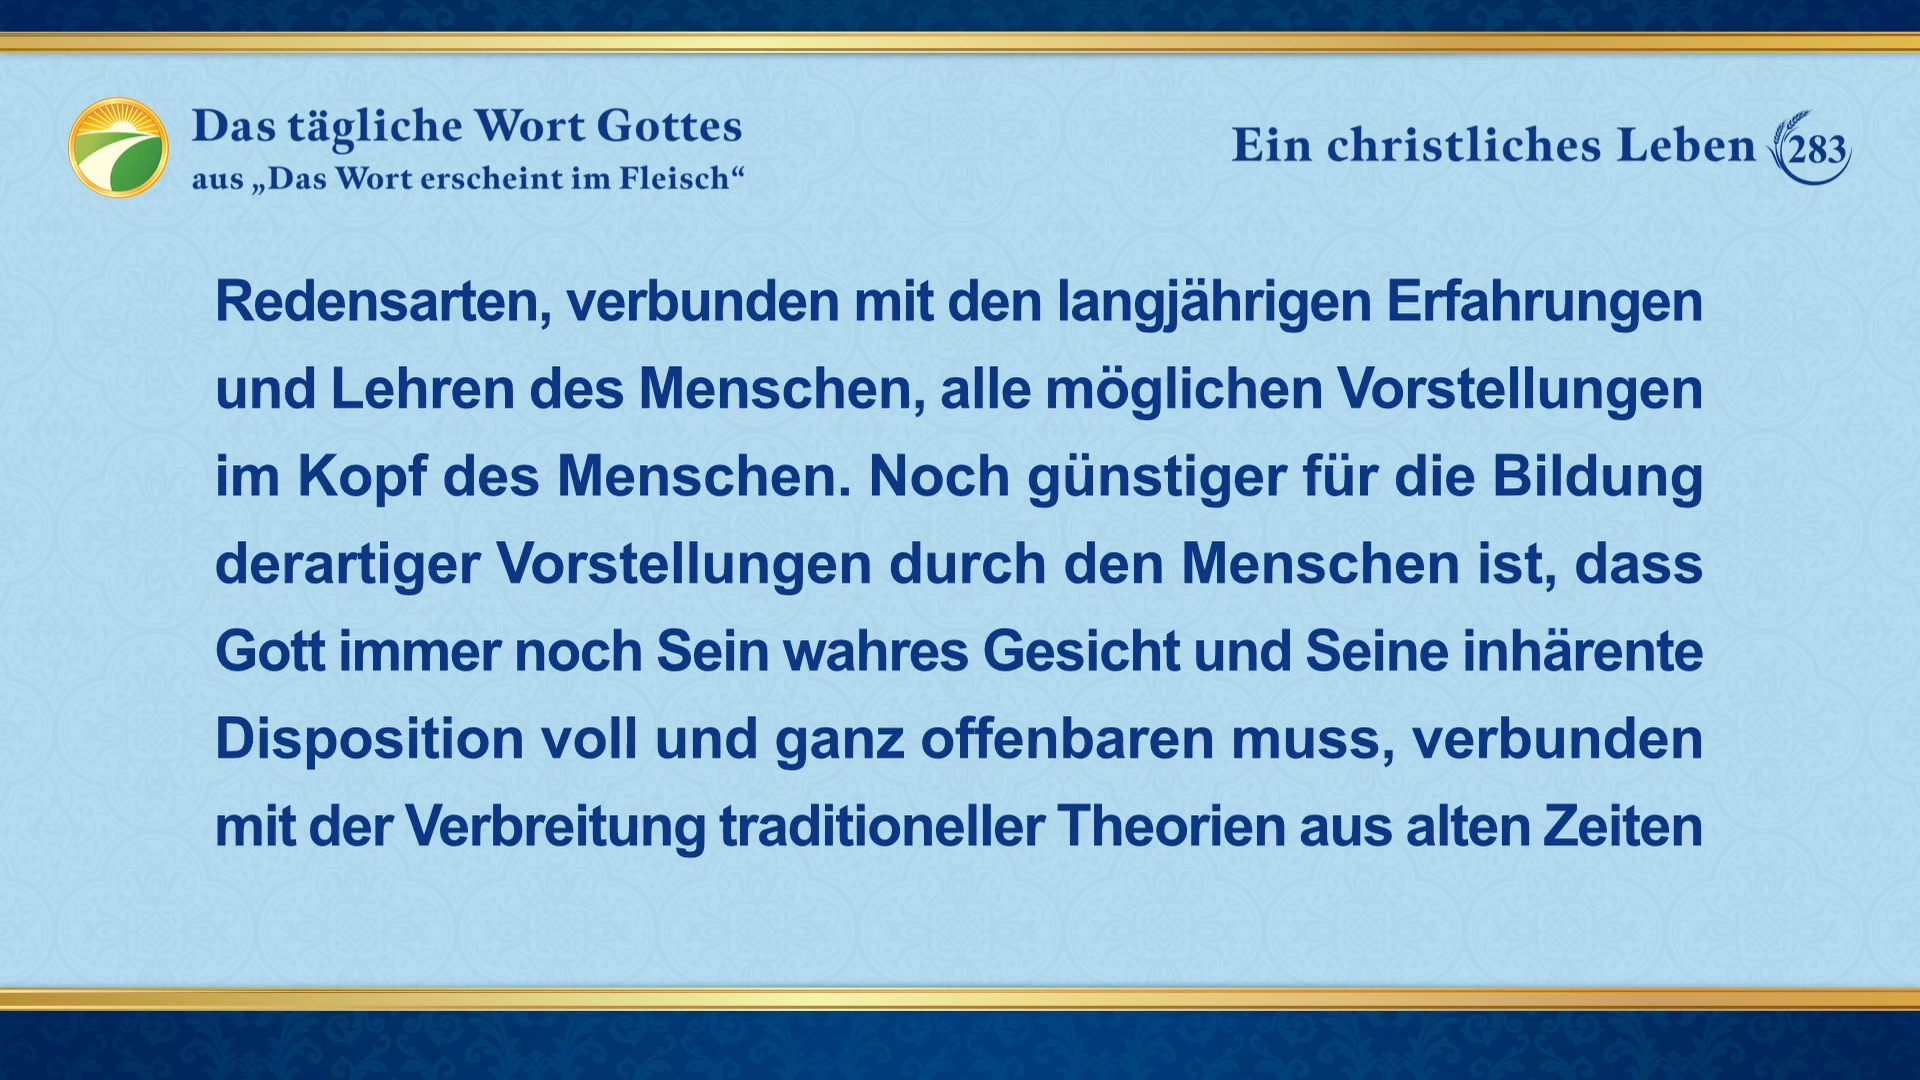 Das tägliche Wort Gottes
aus „Das Wort erscheint im Fleisch“
Ein christliches Leben 283
Redensarten, verbunden mit den langjährigen Erfahrungen
und Lehren des Menschen, alle möglichen Vorstellungen
im Kopf des Menschen. Noch günstiger für die Bildung
derartiger Vorstellungen durch den Menschen ist, dass
Gott immer noch Sein wahres Gesicht und Seine inhärente
Disposition voll und ganz offenbaren muss, verbunden
mit der Verbreitung traditioneller Theorien aus alten Zeiten